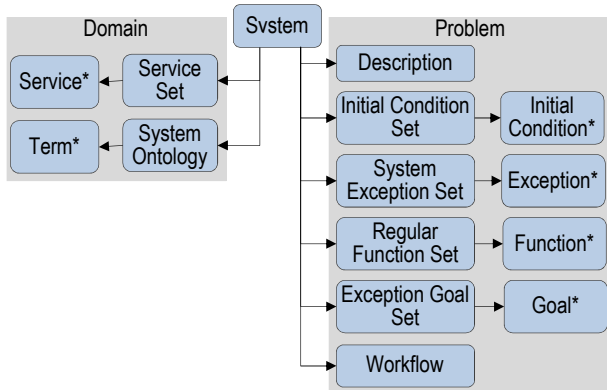 Domain
System
Problem
Service*
Service
Set
Term*
System
Ontology
Description
Initial Condition
Set
Initial
Condition*
System
Exception Set
Exception*
Regular
Function Set
Function*
Exception Goal
Set
Goal*
Workflow